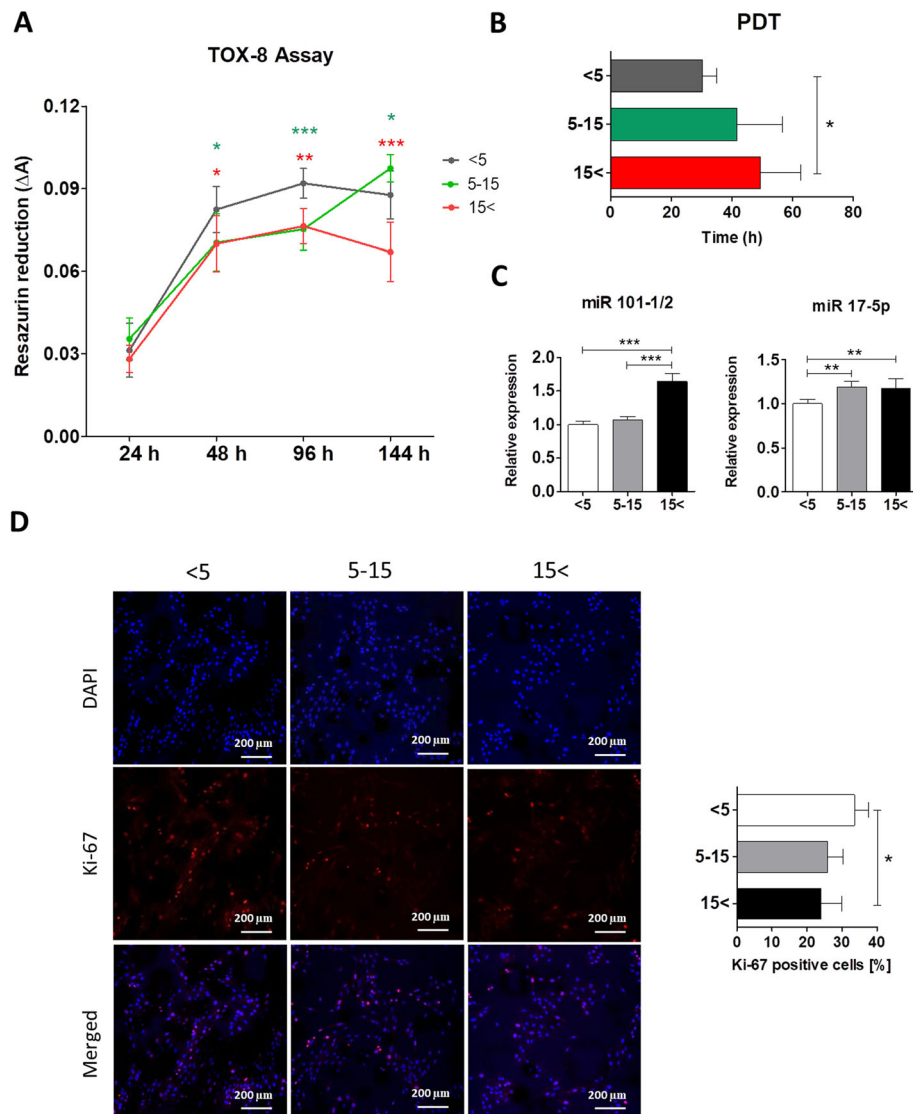 A
TOX-8 Assay
Resazurin reduction (ΔA)
0.12
0.09
0.06
0.03
0.00
24 h 48 h 96 h 144 h
* *** *
* ** ***
<5
5-15
15<
B
PDT
<5
5-15
15<
*
0 20 40 60 80
Time (h)
C
miR 101-1/2
Relative expression
2.0
1.5
1.0
0.5
0.0
***
***
<5 5-15 15<
miR 17-5p
Relative expression
1.5
1.0
0.5
0.0
**
**
<5 5-15 15<
D
<5 5-15 15<
DAPI
200 µm 200 µm 200 µm
Ki-67
200 µm 200 µm 200 µm
Merged
200 µm 200 µm 200 µm
<5
5-15
15<
*
0 10 20 30 40
Ki-67 positive cells [%]